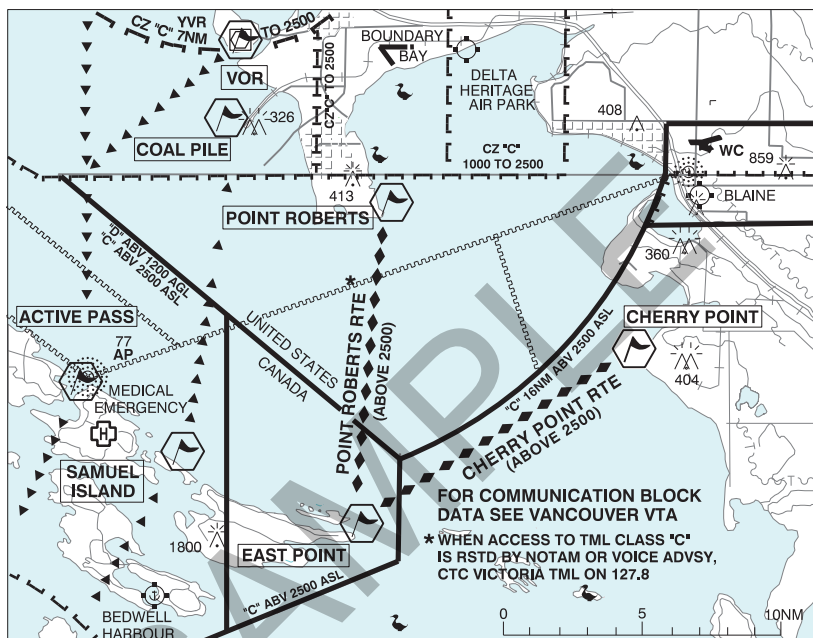 CZ "C" 7NM
YVR
TO 2500
VOR
COAL PILE
326
CZ "C" TO 2500
BOUNDARY
BAY
DELTA
HERITAGE
AIR PARK
408
CZ "C"
1000 TO 2500
WC
859
BLAINE
413
POINT ROBERTS
360
"D" ABV 1200 AGL
"C" ABV 2500 ASL
ACTIVE PASS
77
AP
UNITED STATES
CANADA
* POINT ROBERTS RTE
(ABOVE 2500)
"C" 16NM ABV 2500 ASL
CHERRY POINT
404
CHERRY POINT RTE
(ABOVE 2500)
MEDICAL
EMERGENCY
H
SAMUEL
ISLAND
1800
EAST POINT
"C" ABV 2500 ASL
BEDWELL
HARBOUR
FOR COMMUNICATION BLOCK
DATA SEE VANCOUVER VTA
* WHEN ACCESS TO TML CLASS "C"
IS RSTD BY NOTAM OR VOICE ADVSY,
CTC VICTORIA TML ON 127.8
0 5 10NM
SAMPLE